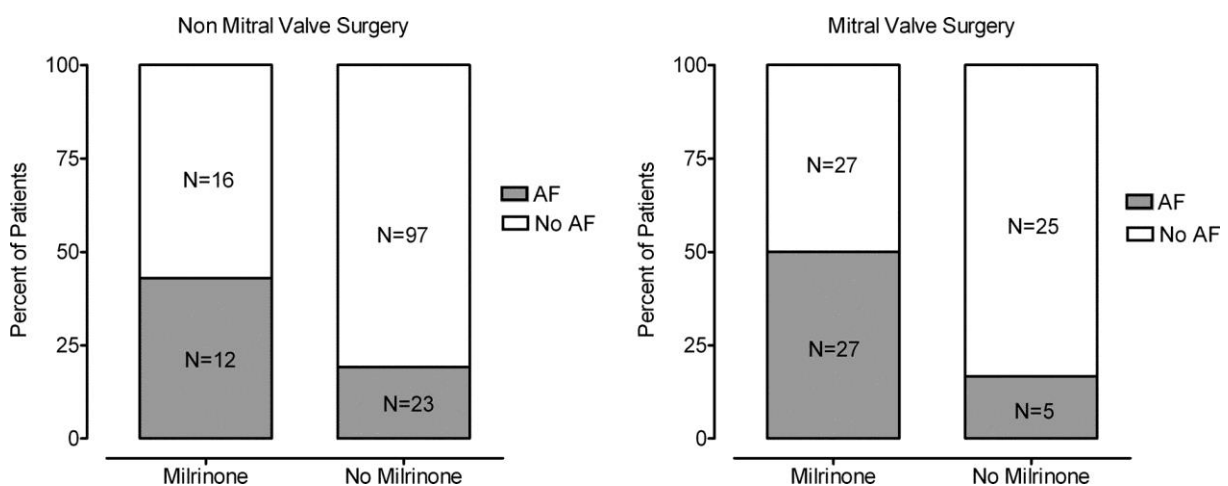 Non Mitral Valve Surgery
Percent of Patients
100
75
50
25
0
N=16
N=12
N=97
N=23
AF
No AF
Milrinone
No Milrinone
Mitral Valve Surgery
Percent of Patients
100
75
50
25
0
N=27
N=27
N=25
N=5
AF
No AF
Milrinone
No Milrinone